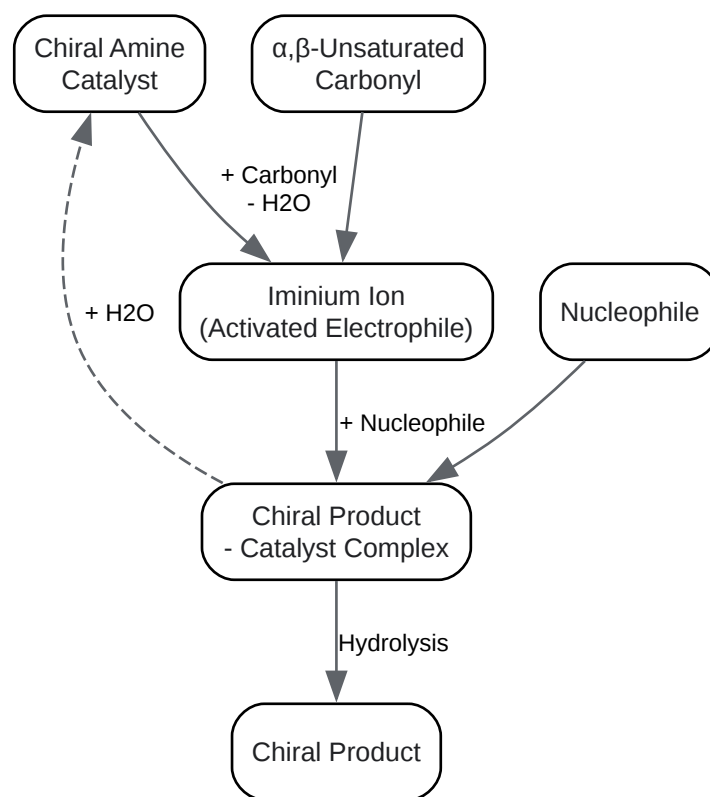 Chiral Amine
Catalyst
α,β-Unsaturated
Carbonyl
+ Carbonyl
- H2O
Iminium Ion
(Activated Electrophile)
Nucleophile
+ H2O
+ Nucleophile
Chiral Product
- Catalyst Complex
Hydrolysis
Chiral Product